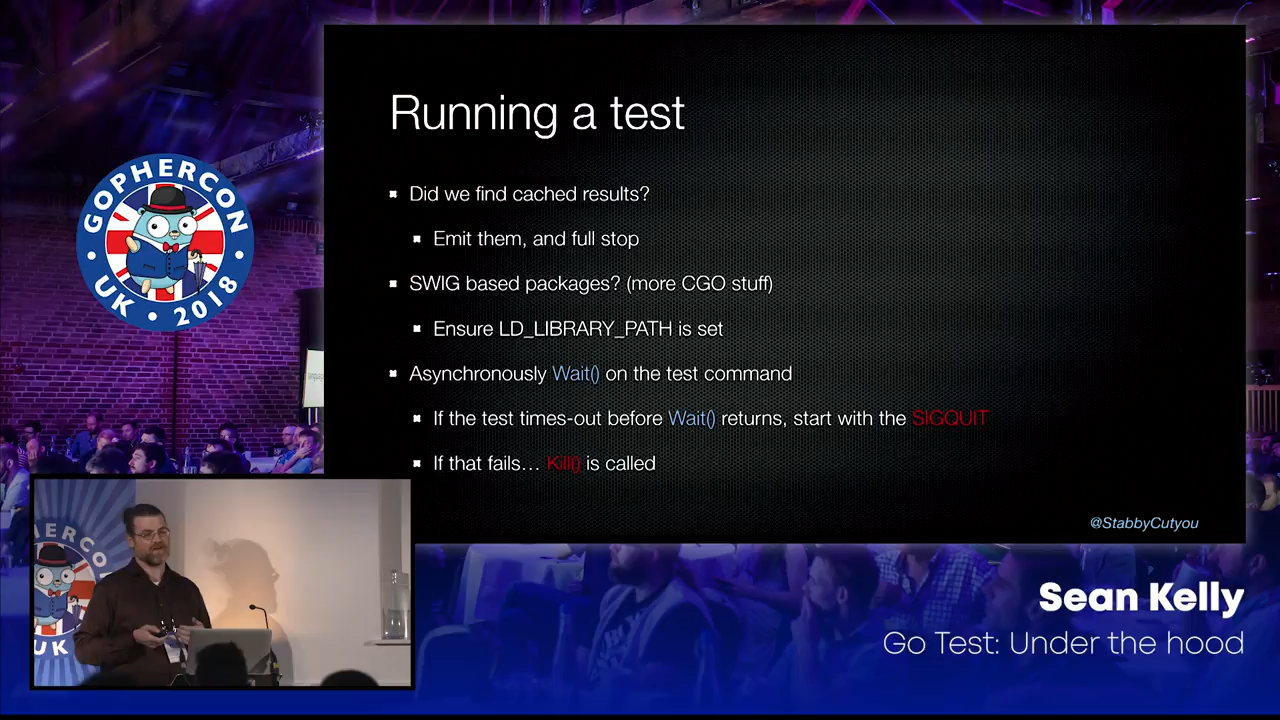 GOPHERCON
UK • 2018
Running a test
Did we find cached results?
Emit them, and full stop
SWIG based packages? (more CGO stuff)
Ensure LD_LIBRARY_PATH is set
Asynchronously Wait() on the test command
If the test times-out before Wait() returns, start with the SIGQUIT
If that fails... Kill() is called
@StabbyCutyou
GOPHERCON
UK
Sean Kelly
Go Test: Under the hood